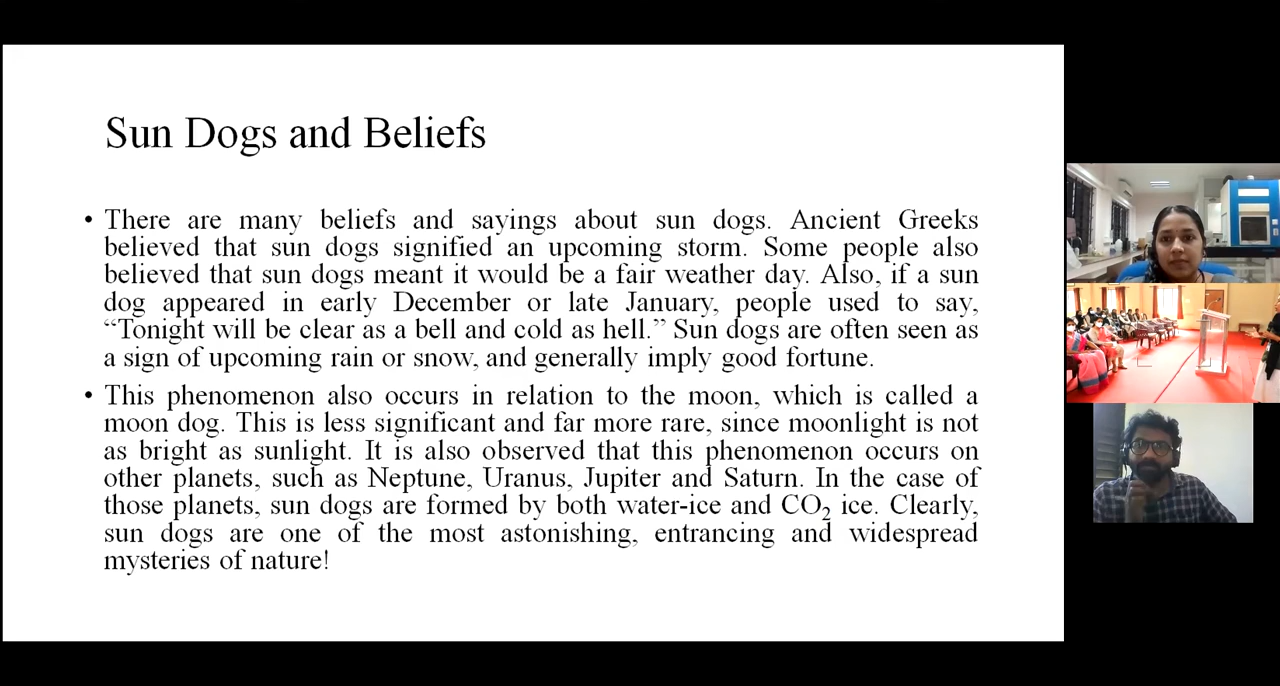 Sun Dogs and Beliefs
• There are many beliefs and sayings about sun dogs. Ancient Greeks
believed that sun dogs signified an upcoming storm. Some people also
believed that sun dogs meant it would be a fair weather day. Also, if a sun
dog appeared in early December or late January, people used to say,
“Tonight will be clear as a bell and cold as hell.” Sun dogs are often seen as
a sign of upcoming rain or snow, and generally imply good fortune.
• This phenomenon also occurs in relation to the moon, which is called a
moon dog. This is less significant and far more rare, since moonlight is not
as bright as sunlight. It is also observed that this phenomenon occurs on
other planets, such as Neptune, Uranus, Jupiter and Saturn. In the case of
those planets, sun dogs are formed by both water-ice and CO₂ ice. Clearly,
sun dogs are one of the most astonishing, entrancing and widespread
mysteries of nature!